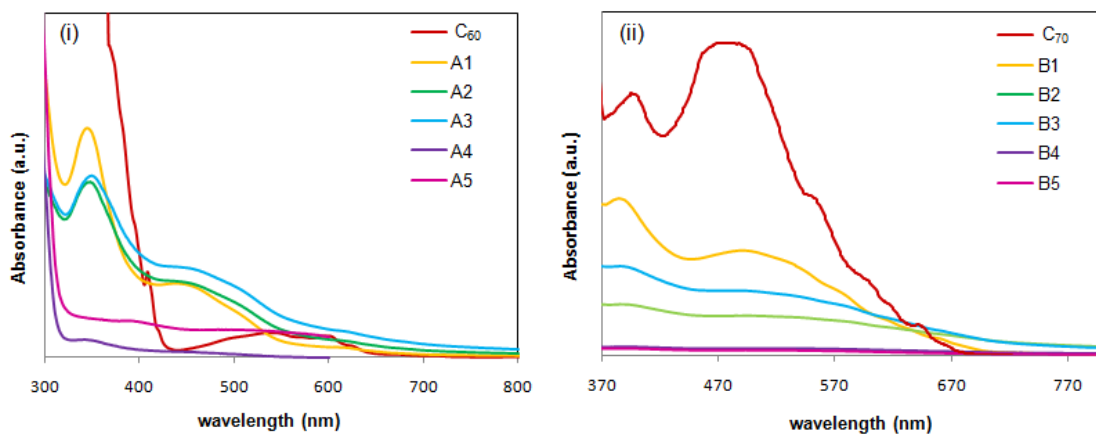 (i)
C₆₀
A1
A2
A3
A4
A5
Absorbance (a.u.)
300 400 500 600 700 800
wavelength (nm)
(ii)
C₇₀
B1
B2
B3
B4
B5
Absorbance (a.u.)
370 470 570 670 770
wavelength (nm)